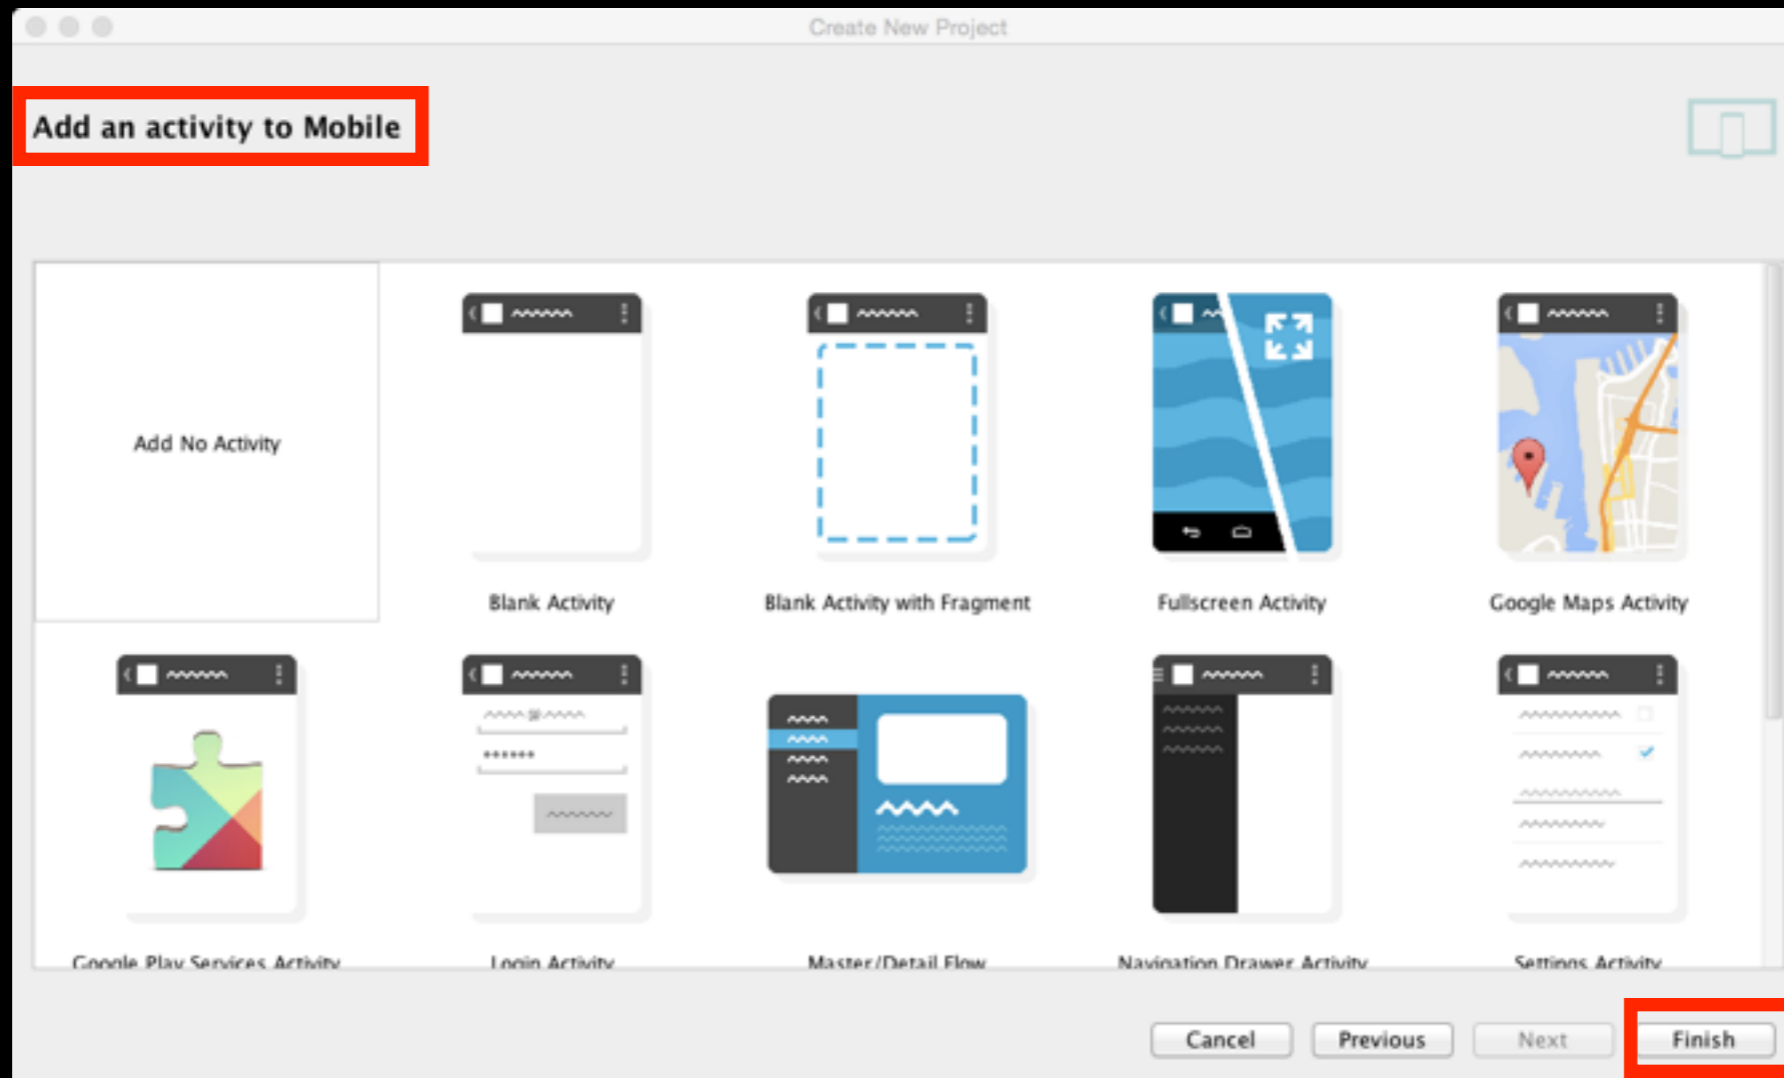 Create New Project
Add an activity to Mobile
Add No Activity
Blank Activity
Blank Activity with Fragment
Fullscreen Activity
Google Maps Activity
Google Play Services Activity
Login Activity
Master/Detail Flow
Navigation Drawer Activity
Settings Activity
Cancel
Previous
Next
Finish